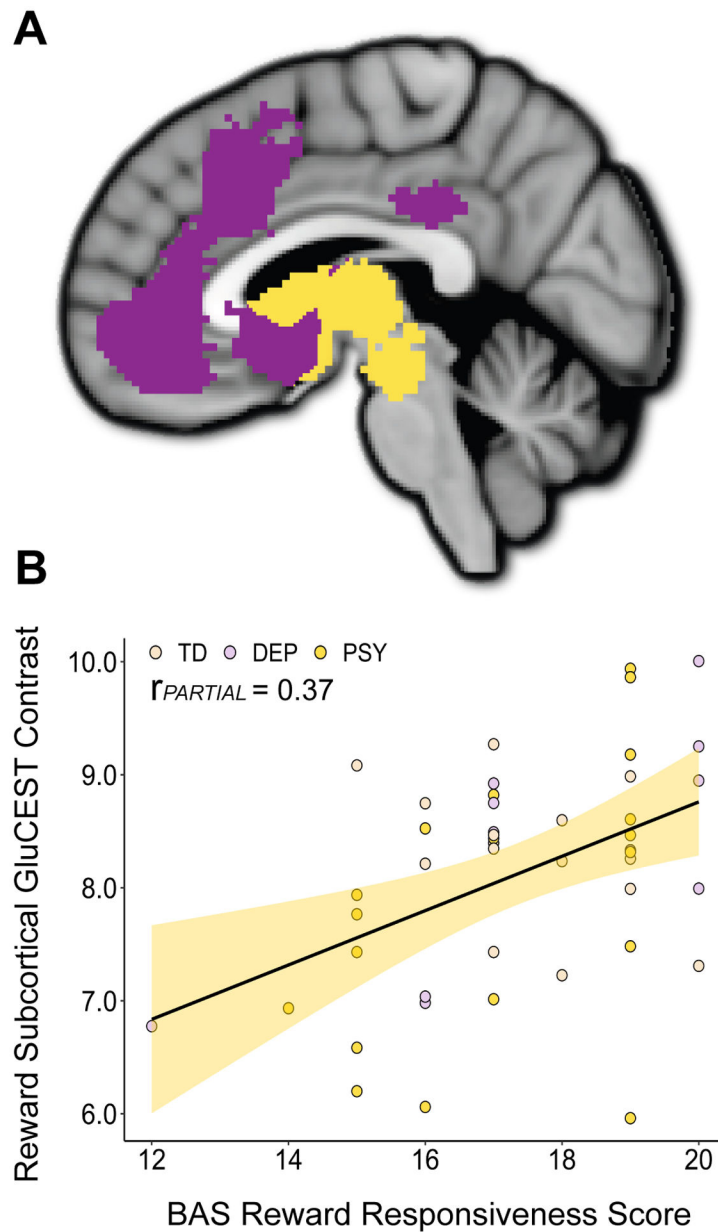 A
B
TD DEP PSY
rPARTIAL = 0.37
Reward Subcortical GluCEST Contrast
10.0
9.0
8.0
7.0
6.0
12 14 16 18 20
BAS Reward Responsiveness Score